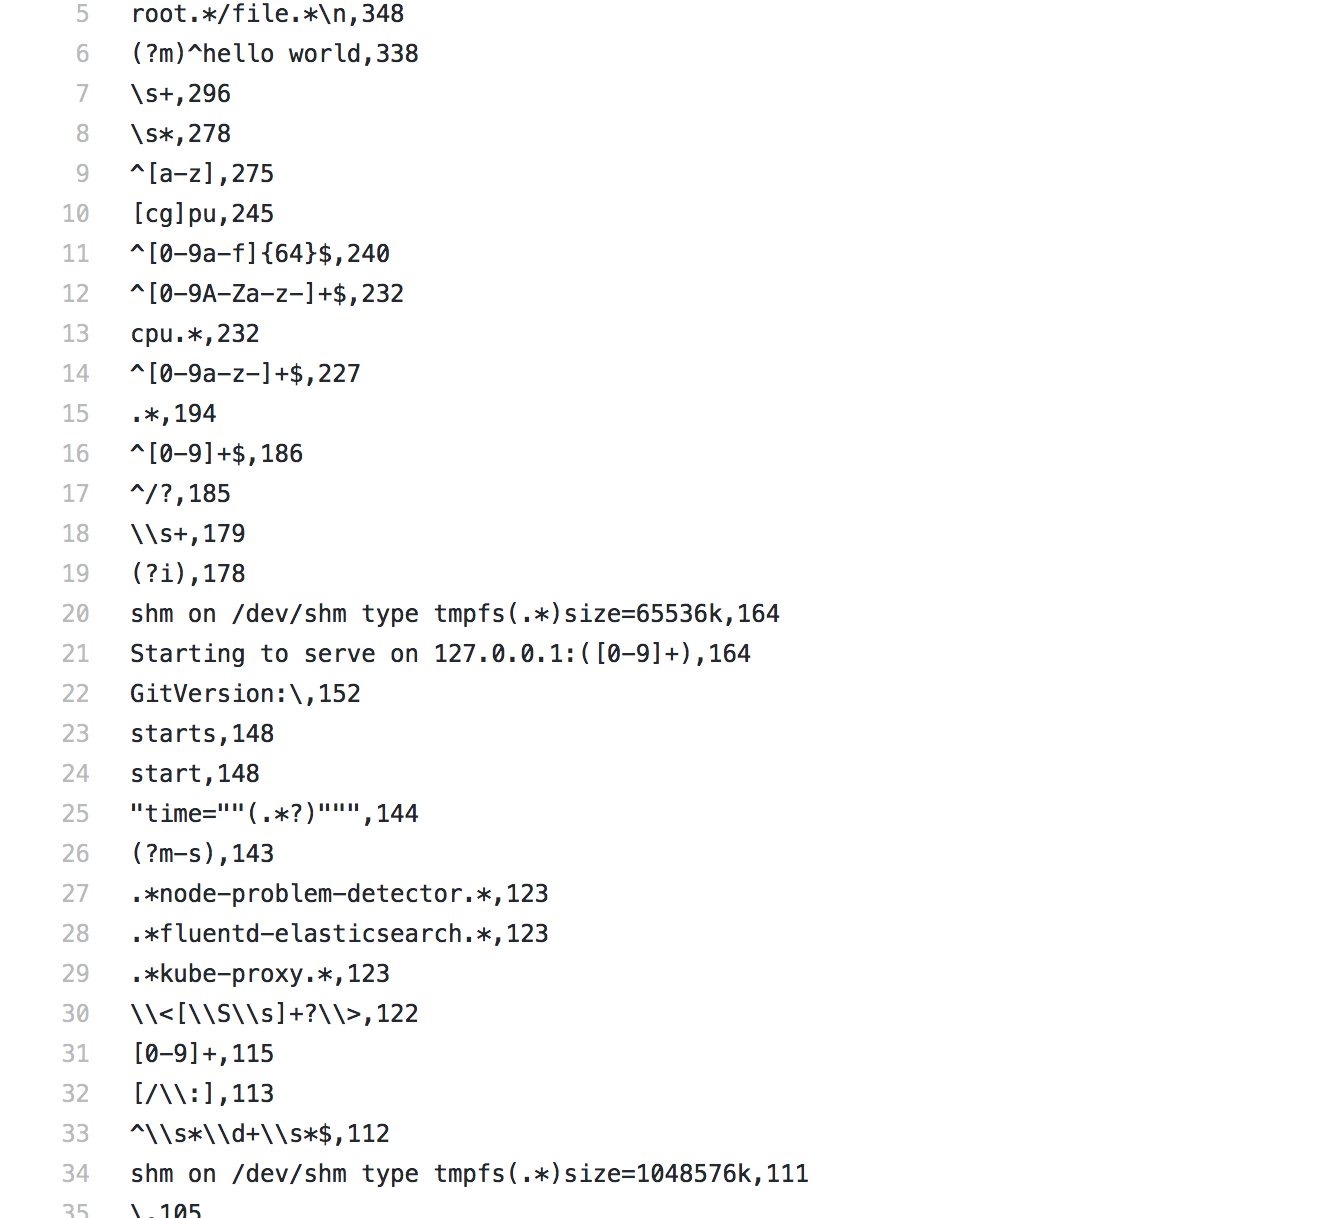 5 root.*/file.*\n,348
6 (?m)^hello world,338
7 \s+,296
8 \s*,278
9 ^[a-z],275
10 [cg]pu,245
11 ^[0-9a-f]{64}$,240
12 ^[0-9A-Za-z-]+$,232
13 cpu.*,232
14 ^[0-9a-z-]+$,227
15 .*,194
16 ^[0-9]+$,186
17 ^/?,185
18 \\s+,179
19 (?i),178
20 shm on /dev/shm type tmpfs(.*)size=65536k,164
21 Starting to serve on 127.0.0.1:([0-9]+),164
22 GitVersion:\,152
23 starts,148
24 start,148
25 "time=""(.*?)""",144
26 (?m-s),143
27 .*node-problem-detector.*,123
28 .*fluentd-elasticsearch.*,123
29 .*kube-proxy.*,123
30 \\<[\\S\\s]+?\\>,122
31 [0-9]+,115
32 [/\\:],113
33 ^\\s*\\d+\\s*$,112
34 shm on /dev/shm type tmpfs(.*)size=1048576k,111
35 \,105